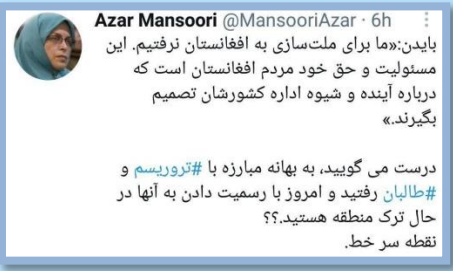 Azar Mansoori @MansooriAzar · 6h
بایدن:«ما برای ملت‌سازی به افغانستان نرفتیم. این
مسئولیت و حق خود مردم افغانستان است که
درباره آینده و شیوه اداره کشورشان تصمیم
بگیرند.»
درست می گویید، به بهانه مبارزه با #تروریسم و
#طالبان رفتید و امروز با رسمیت دادن به آنها در
حال ترک منطقه هستید.؟؟
نقطه سر خط.